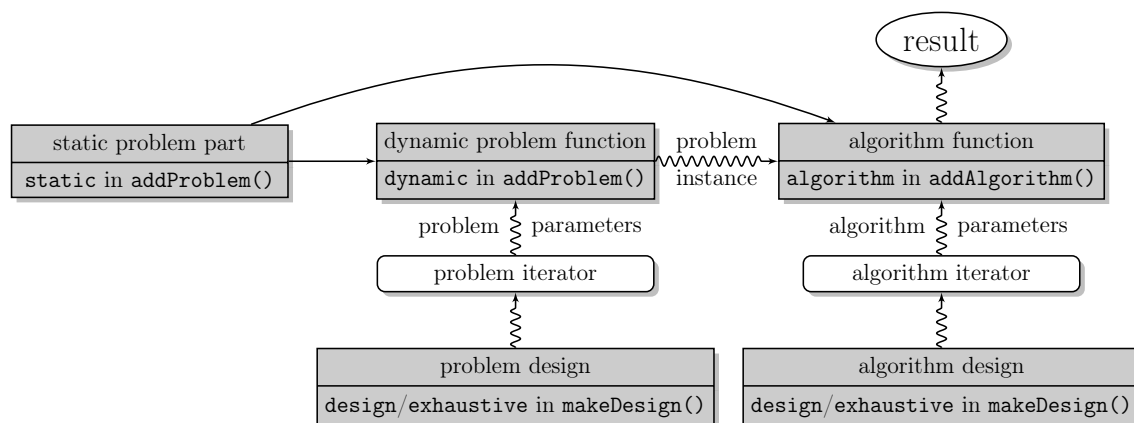 result
static problem part
static in addProblem()
dynamic problem function
dynamic in addProblem()
problem
instance
algorithm function
algorithm in addAlgorithm()
problem parameters
algorithm parameters
problem iterator
algorithm iterator
problem design
design/exhaustive in makeDesign()
algorithm design
design/exhaustive in makeDesign()